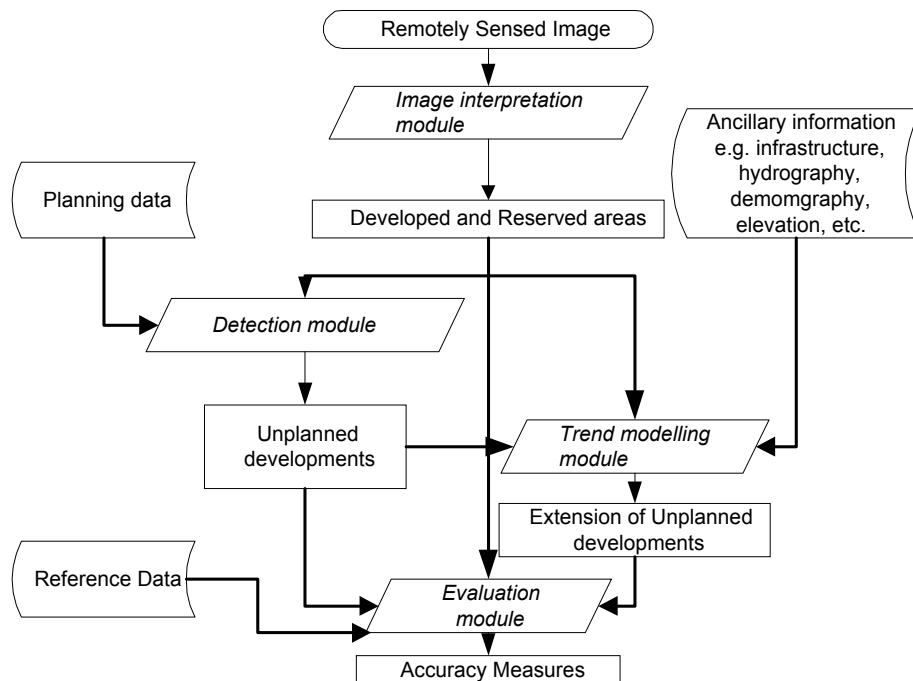 Remotely Sensed Image
Image interpretation
module
Ancillary information
e.g. infrastructure,
hydrography,
demomgraphy,
elevation, etc.
Planning data
Developed and Reserved areas
Detection module
Unplanned
developments
Trend modelling
module
Extension of Unplanned
developments
Reference Data
Evaluation
module
Accuracy Measures